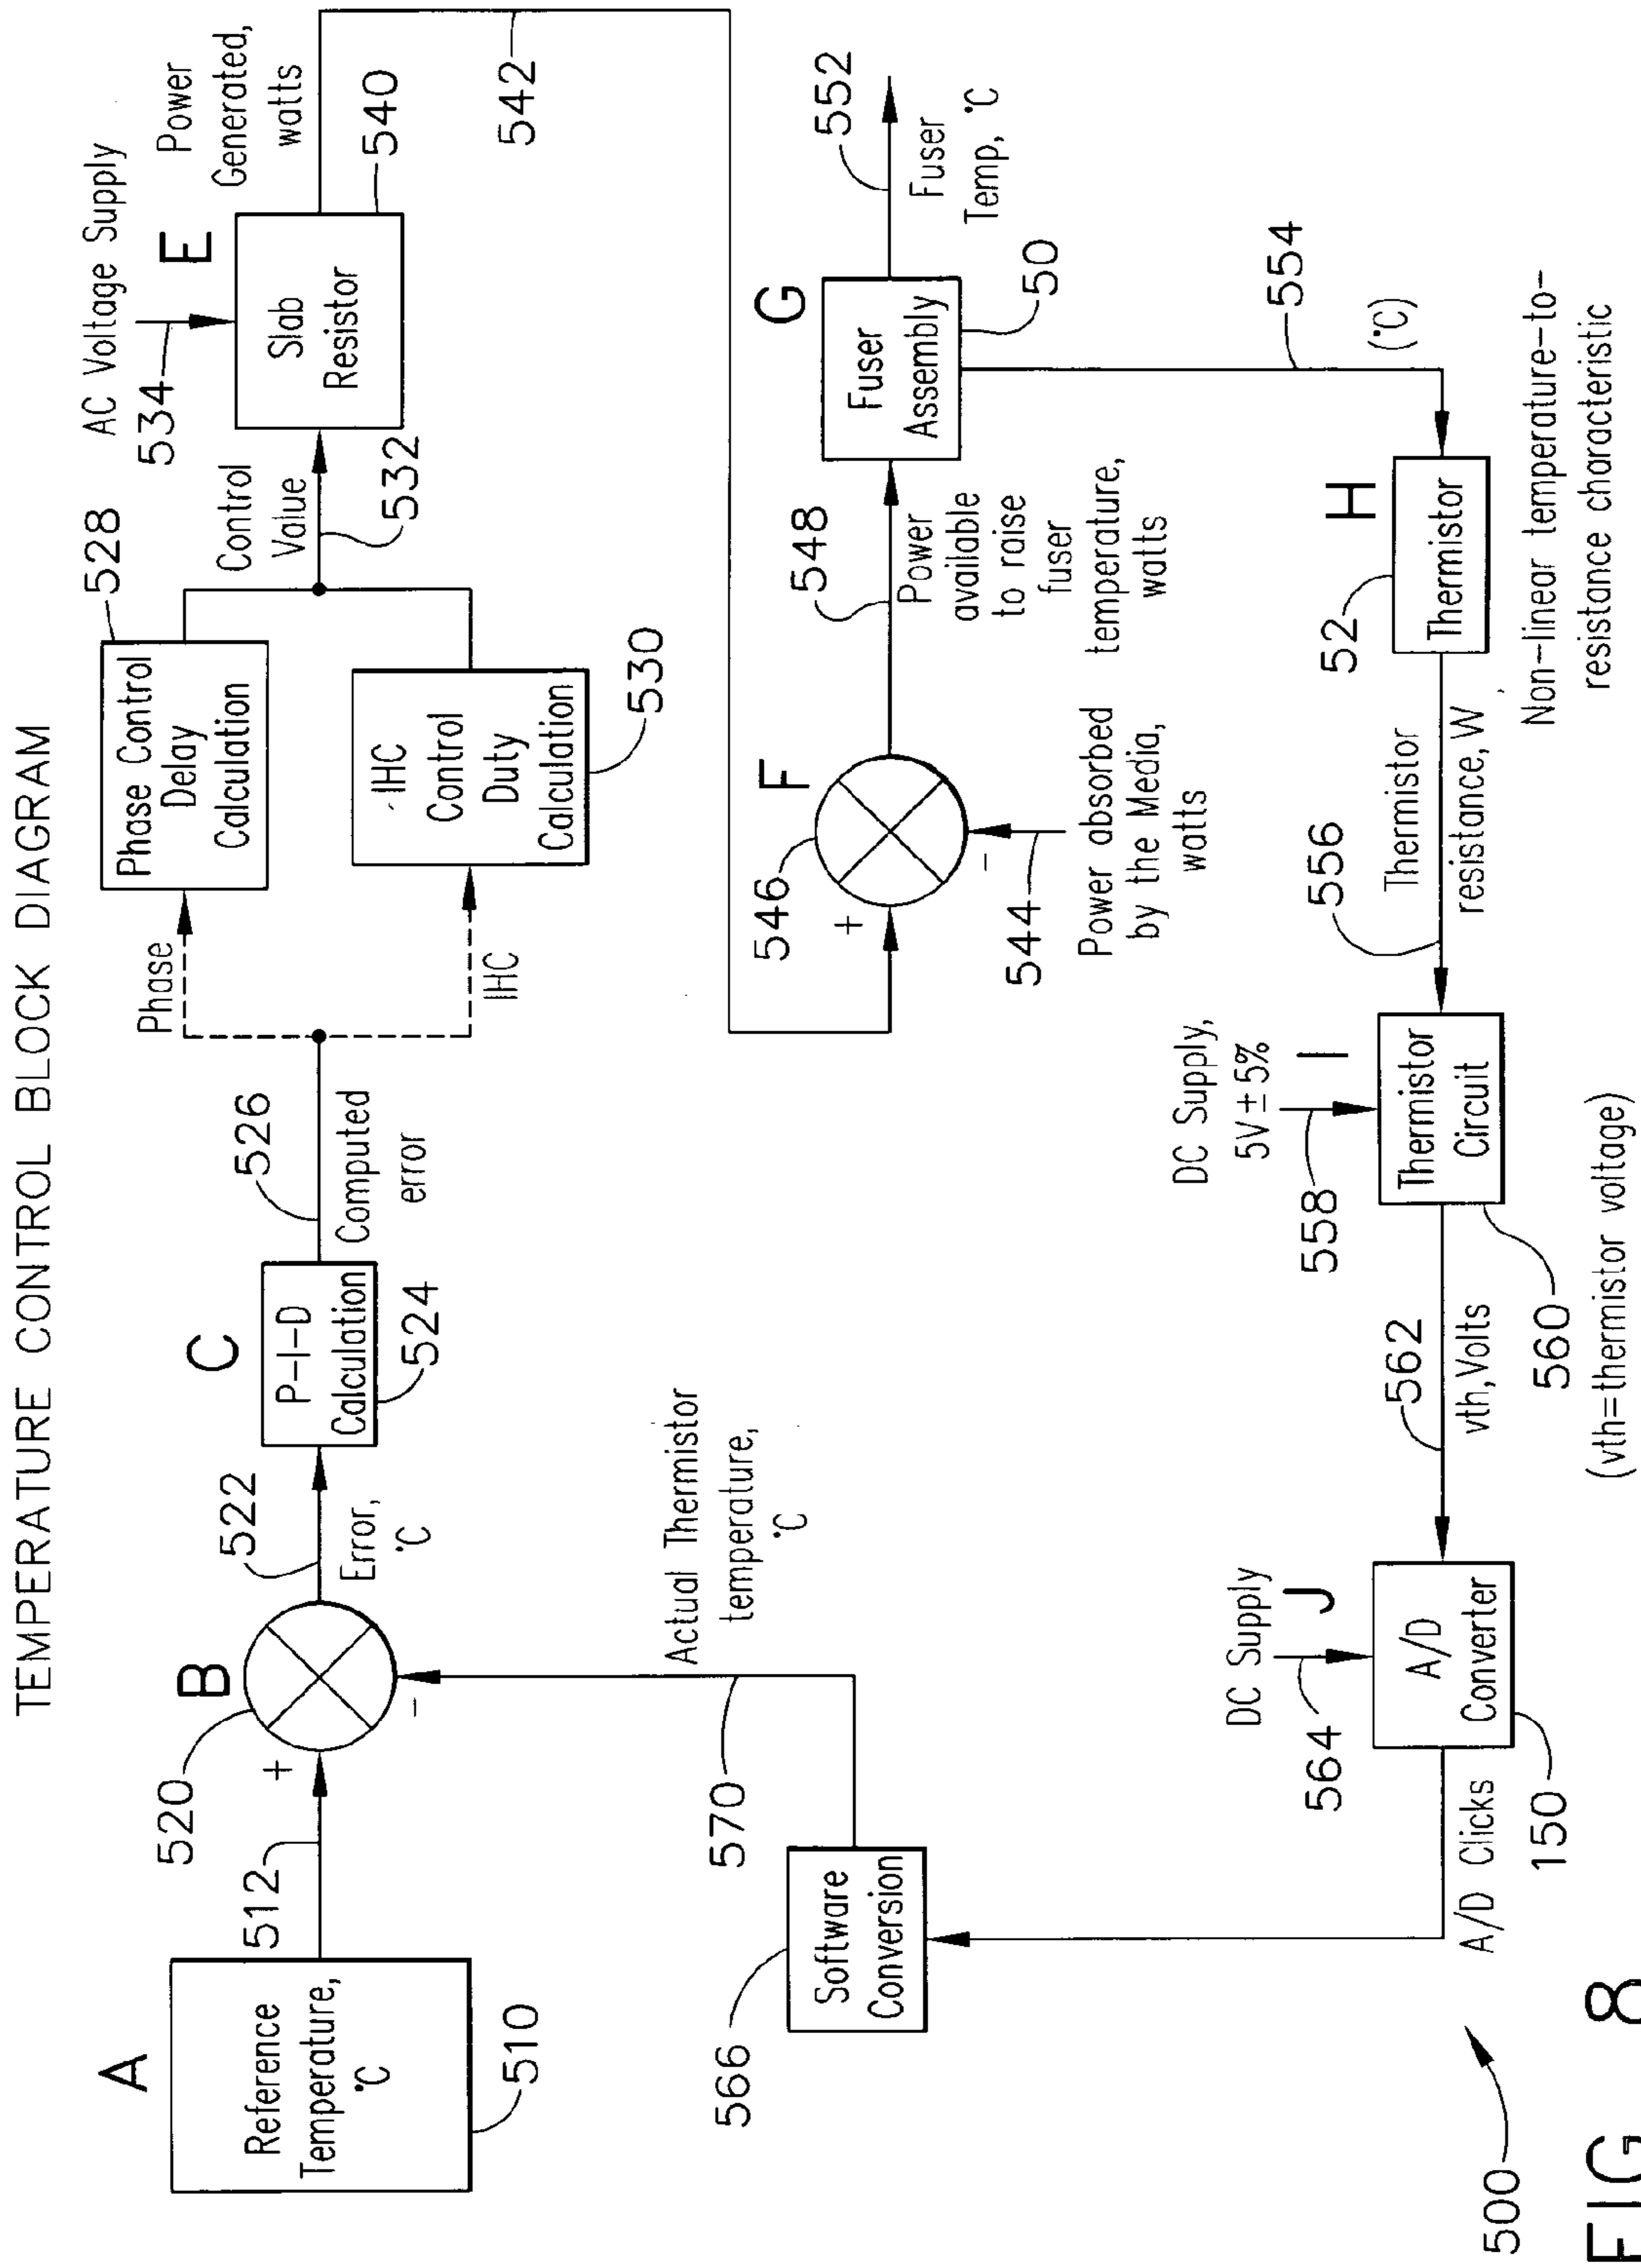 TEMPERATURE CONTROL BLOCK DIAGRAM
A
Reference
Temperature,
°C
510
512
+
B
520
-
522
Error,
°C
C
P-I-D
Calculation
524
526
Computed
error
Phase
IHC
528
Phase Control
Delay
Calculation
IHC
Control
Duty
Calculation
530
Control
Value
532
AC Voltage Supply
534
E
Slab
Resistor
540
Power
Generated,
watts
542
546
F
+
-
544
Power absorbed
by the Media,
watts
548
Power
available
to raise
fuser
temperature,
watts
G
Fuser
Assembly
50
552
Fuser
Temp, °C
554
(°C)
H
52
Thermistor
Non-linear temperature-to-
resistance characteristic
556
Thermistor
resistance, W
DC Supply,
5V±5%
558
I
Thermistor
Circuit
560
(vth=thermistor voltage)
562
vth,Volts
DC Supply
564
J
A/D
Converter
150
A/D Clicks
566
Software
Conversion
570
Actual Thermistor
temperature,
°C
500
FIG 8